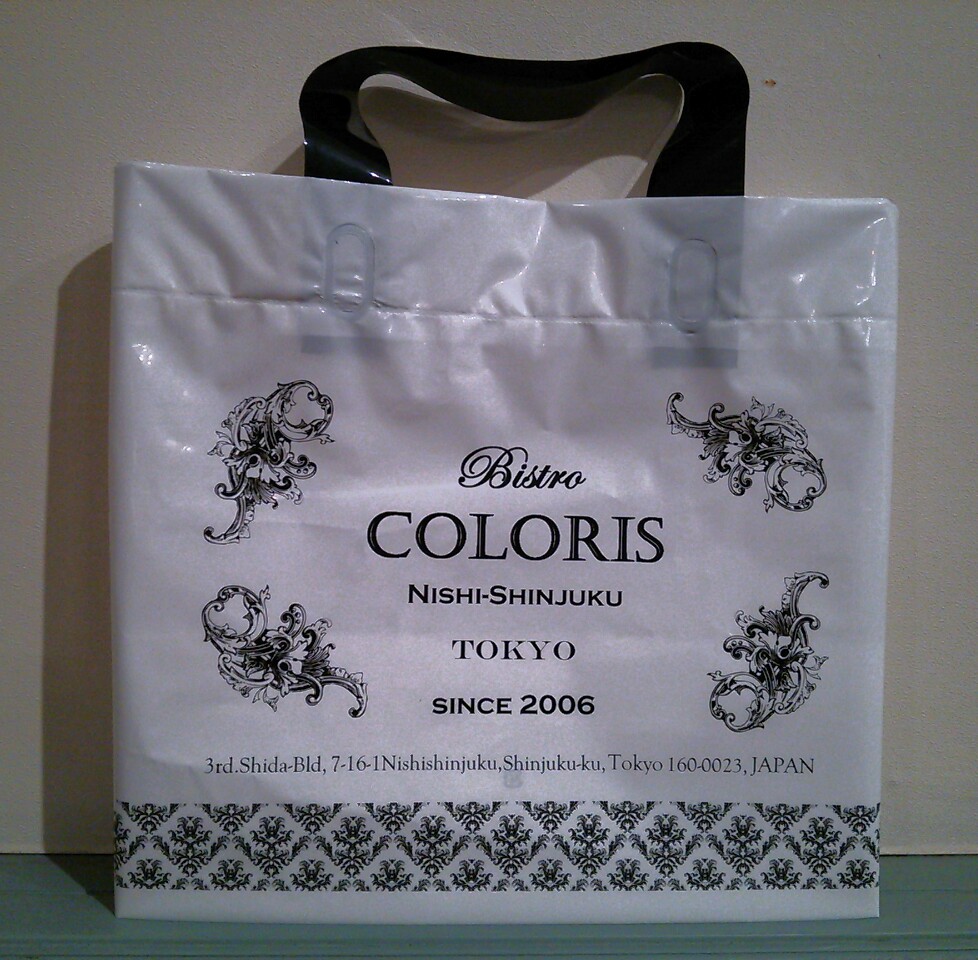 Bistro
COLORIS
NISHI-SHINJUKU
TOKYO
SINCE 2006
3rd.Shida-Bld, 7-16-1Nishishinjuku,Shinjuku-ku, Tokyo 160-0023, JAPAN